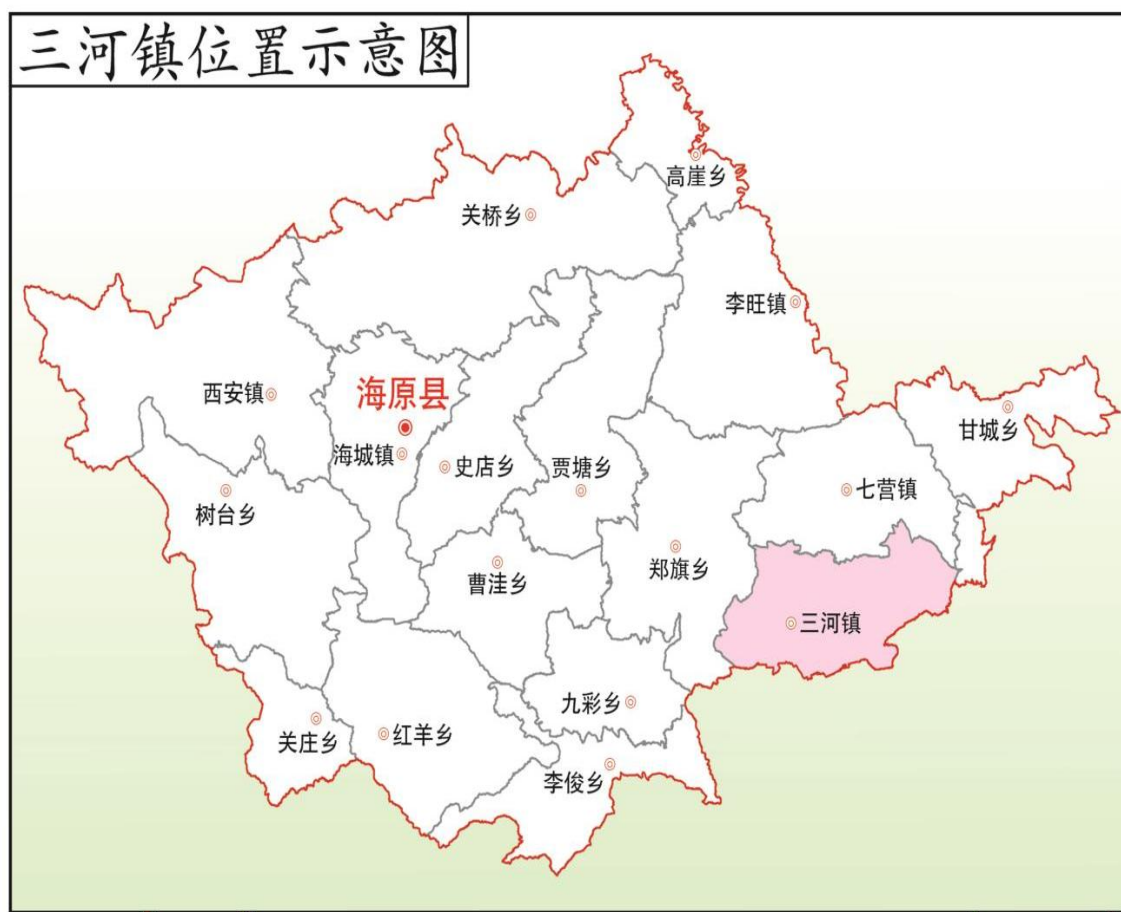 三河镇位置示意图
高崖乡
关桥乡
李旺镇
西安镇
海原县
海城镇
史店乡
贾塘乡
甘城乡
七营镇
树台乡
曹洼乡
郑旗乡
三河镇
九彩乡
关庄乡
红羊乡
李俊乡